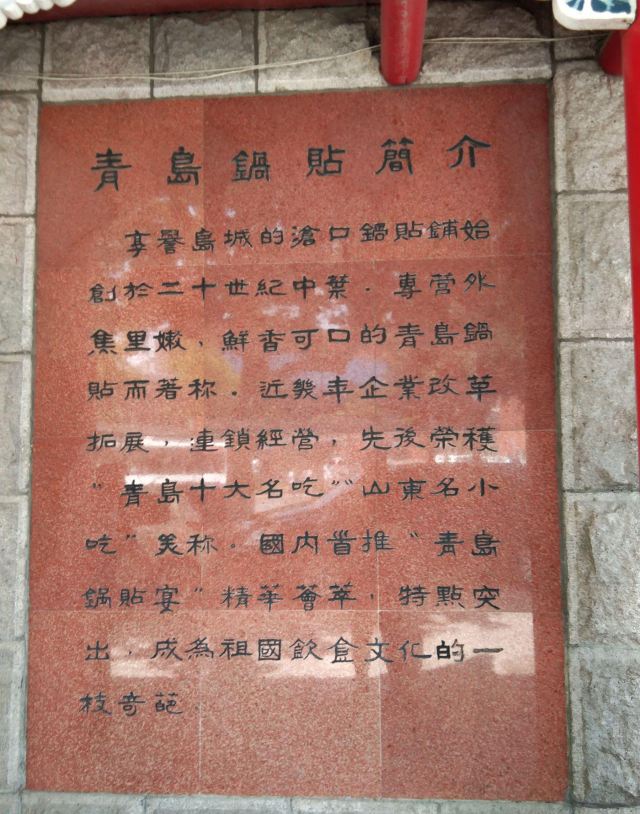 青島鍋貼簡介
享譽島城的滄口鍋貼鋪始
創於二十世紀中葉．專營外
焦里嫩，鮮香可口的青島鍋
貼而著称．近幾年企業改革
拓展，連鎖經營，先後荣穫
“青島十大名吃”“山東名小
吃”美称．國内首推“青島
鍋貼宴”精華薈萃，特點突
出，成為祖國飲食文化的一
枝奇葩．